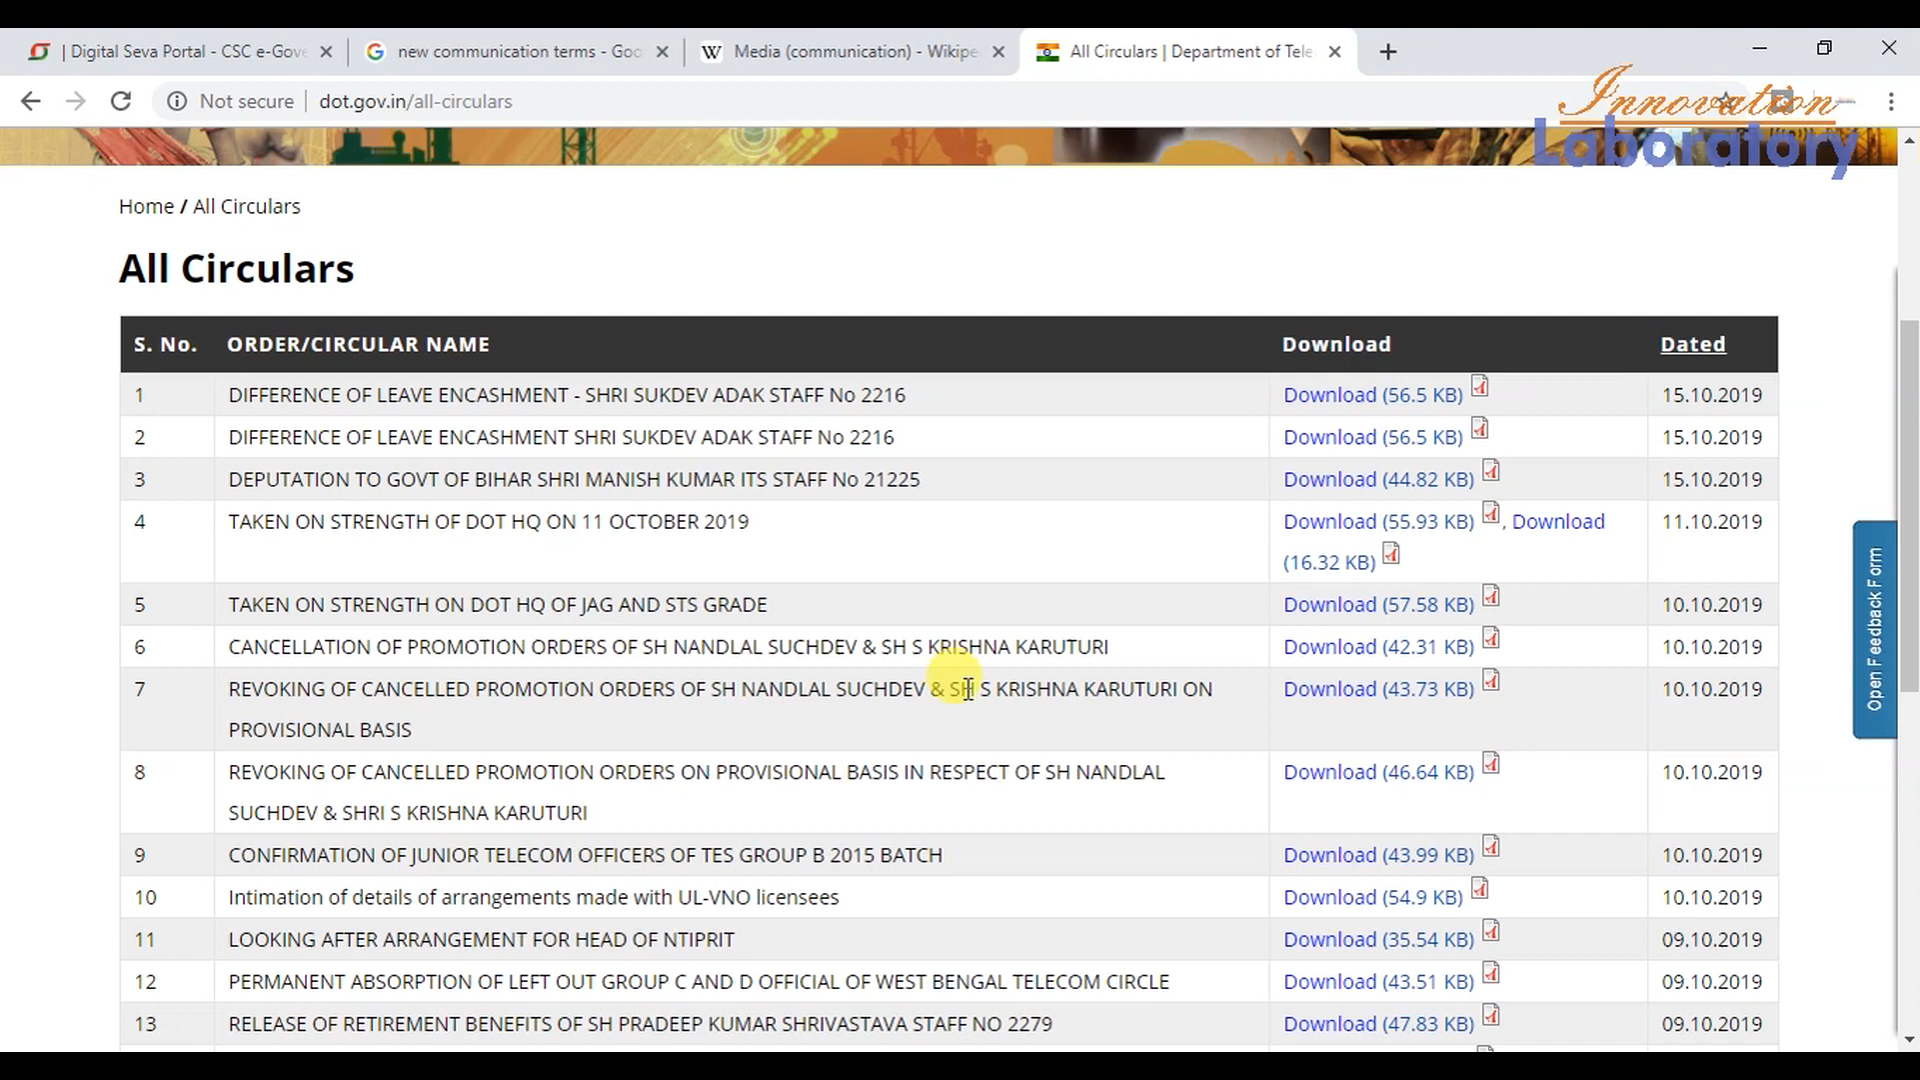 | Digital Seva Portal - CSC e-Gove
new communication terms - Goo
Media (communication) - Wikipe
All Circulars | Department of Tele
Not secure
dot.gov.in/all-circulars
Innovation
Laboratory
Home / All Circulars
All Circulars
S. No. ORDER/CIRCULAR NAME Download Dated
1 DIFFERENCE OF LEAVE ENCASHMENT - SHRI SUKDEV ADAK STAFF No 2216 Download (56.5 KB) 15.10.2019
2 DIFFERENCE OF LEAVE ENCASHMENT SHRI SUKDEV ADAK STAFF No 2216 Download (56.5 KB) 15.10.2019
3 DEPUTATION TO GOVT OF BIHAR SHRI MANISH KUMAR ITS STAFF No 21225 Download (44.82 KB) 15.10.2019
4 TAKEN ON STRENGTH OF DOT HQ ON 11 OCTOBER 2019 Download (55.93 KB) , Download 11.10.2019
(16.32 KB)
5 TAKEN ON STRENGTH ON DOT HQ OF JAG AND STS GRADE Download (57.58 KB) 10.10.2019
6 CANCELLATION OF PROMOTION ORDERS OF SH NANDLAL SUCHDEV & SH S KRISHNA KARUTURI Download (42.31 KB) 10.10.2019
7 REVOKING OF CANCELLED PROMOTION ORDERS OF SH NANDLAL SUCHDEV & SH S KRISHNA KARUTURI ON Download (43.73 KB) 10.10.2019
PROVISIONAL BASIS
8 REVOKING OF CANCELLED PROMOTION ORDERS ON PROVISIONAL BASIS IN RESPECT OF SH NANDLAL Download (46.64 KB) 10.10.2019
SUCHDEV & SHRI S KRISHNA KARUTURI
9 CONFIRMATION OF JUNIOR TELECOM OFFICERS OF TES GROUP B 2015 BATCH Download (43.99 KB) 10.10.2019
10 Intimation of details of arrangements made with UL-VNO licensees Download (54.9 KB) 10.10.2019
11 LOOKING AFTER ARRANGEMENT FOR HEAD OF NTIPRIT Download (35.54 KB) 09.10.2019
12 PERMANENT ABSORPTION OF LEFT OUT GROUP C AND D OFFICIAL OF WEST BENGAL TELECOM CIRCLE Download (43.51 KB) 09.10.2019
13 RELEASE OF RETIREMENT BENEFITS OF SH PRADEEP KUMAR SHRIVASTAVA STAFF NO 2279 Download (47.83 KB) 09.10.2019
Open Feedback Form